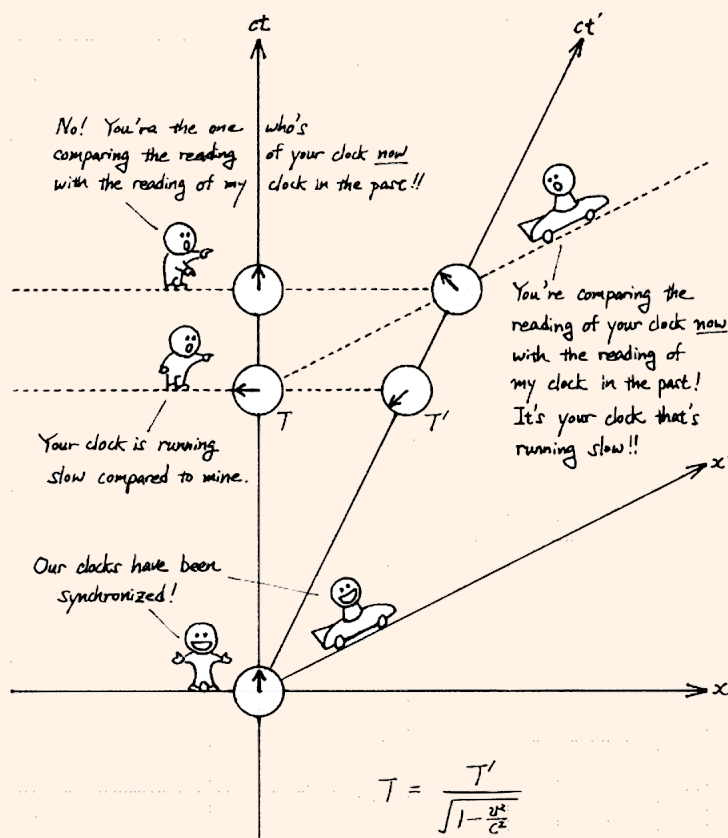 ct
ct'
No! You'ra the one who's
comparing the reading of your clock now
with the reading of my clock in the past!!
You're comparing the
reading of your clock now
with the reading of
my clock in the past!
It's your clock that's
running slow!!
T
T'
Your clock is running
slow compared to mine.
x'
Our clocks have been
synchronized!
x
T = T' / √(1 - v²/c²)